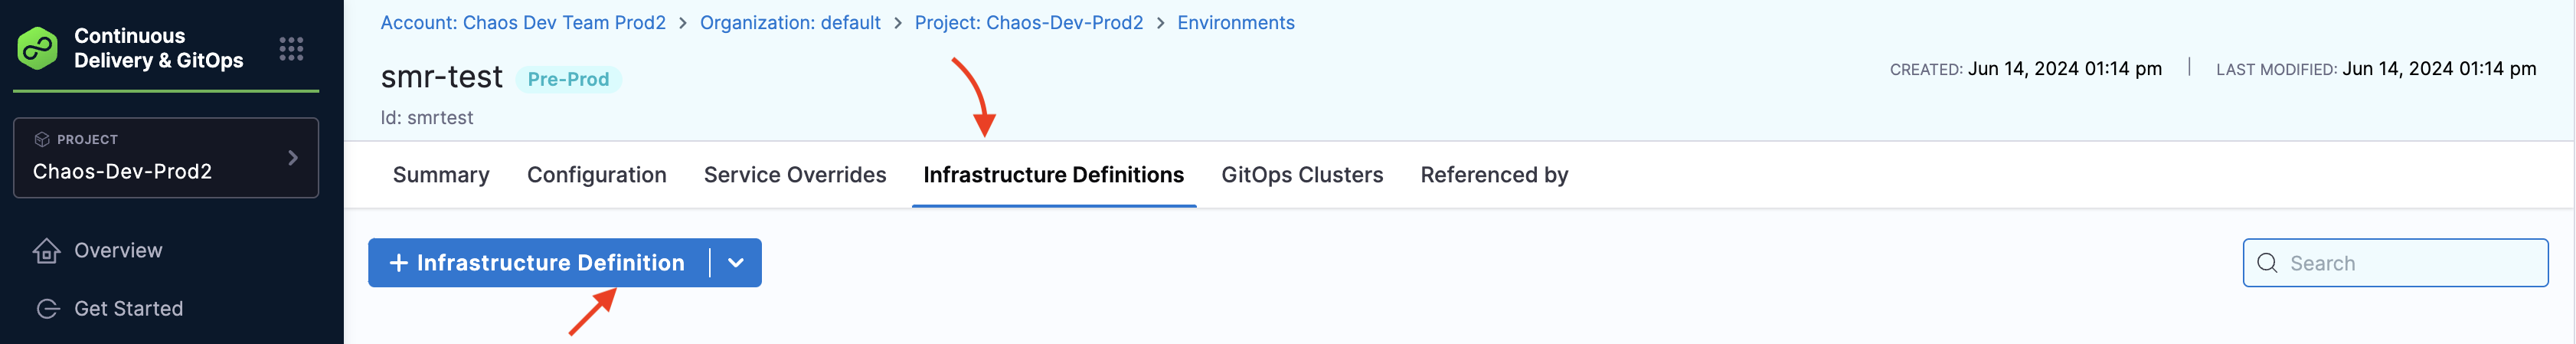 Continuous
Delivery & GitOps
PROJECT
Chaos-Dev-Prod2
Overview
Get Started
Account: Chaos Dev Team Prod2 > Organization: default > Project: Chaos-Dev-Prod2 > Environments
smr-test Pre-Prod
Id: smrtest
CREATED: Jun 14, 2024 01:14 pm | LAST MODIFIED: Jun 14, 2024 01:14 pm
Summary Configuration Service Overrides Infrastructure Definitions GitOps Clusters Referenced by
+ Infrastructure Definition
Search